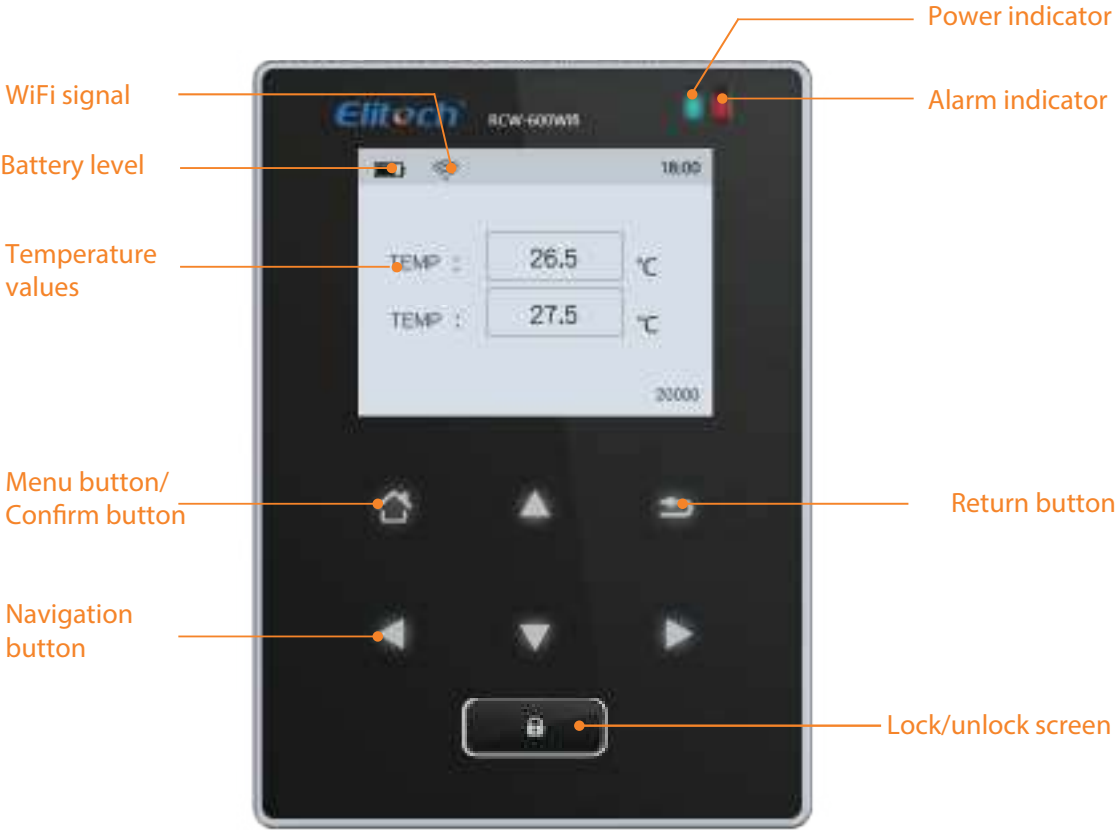 Power indicator
WiFi signal
Alarm indicator
Elitech RCW-600Wifi
Battery level
18:00
Temperature
values
TEMP : 26.5 ℃
TEMP : 27.5 ℃
20000
Menu button/
Confirm button
Return button
Navigation
button
Lock/unlock screen